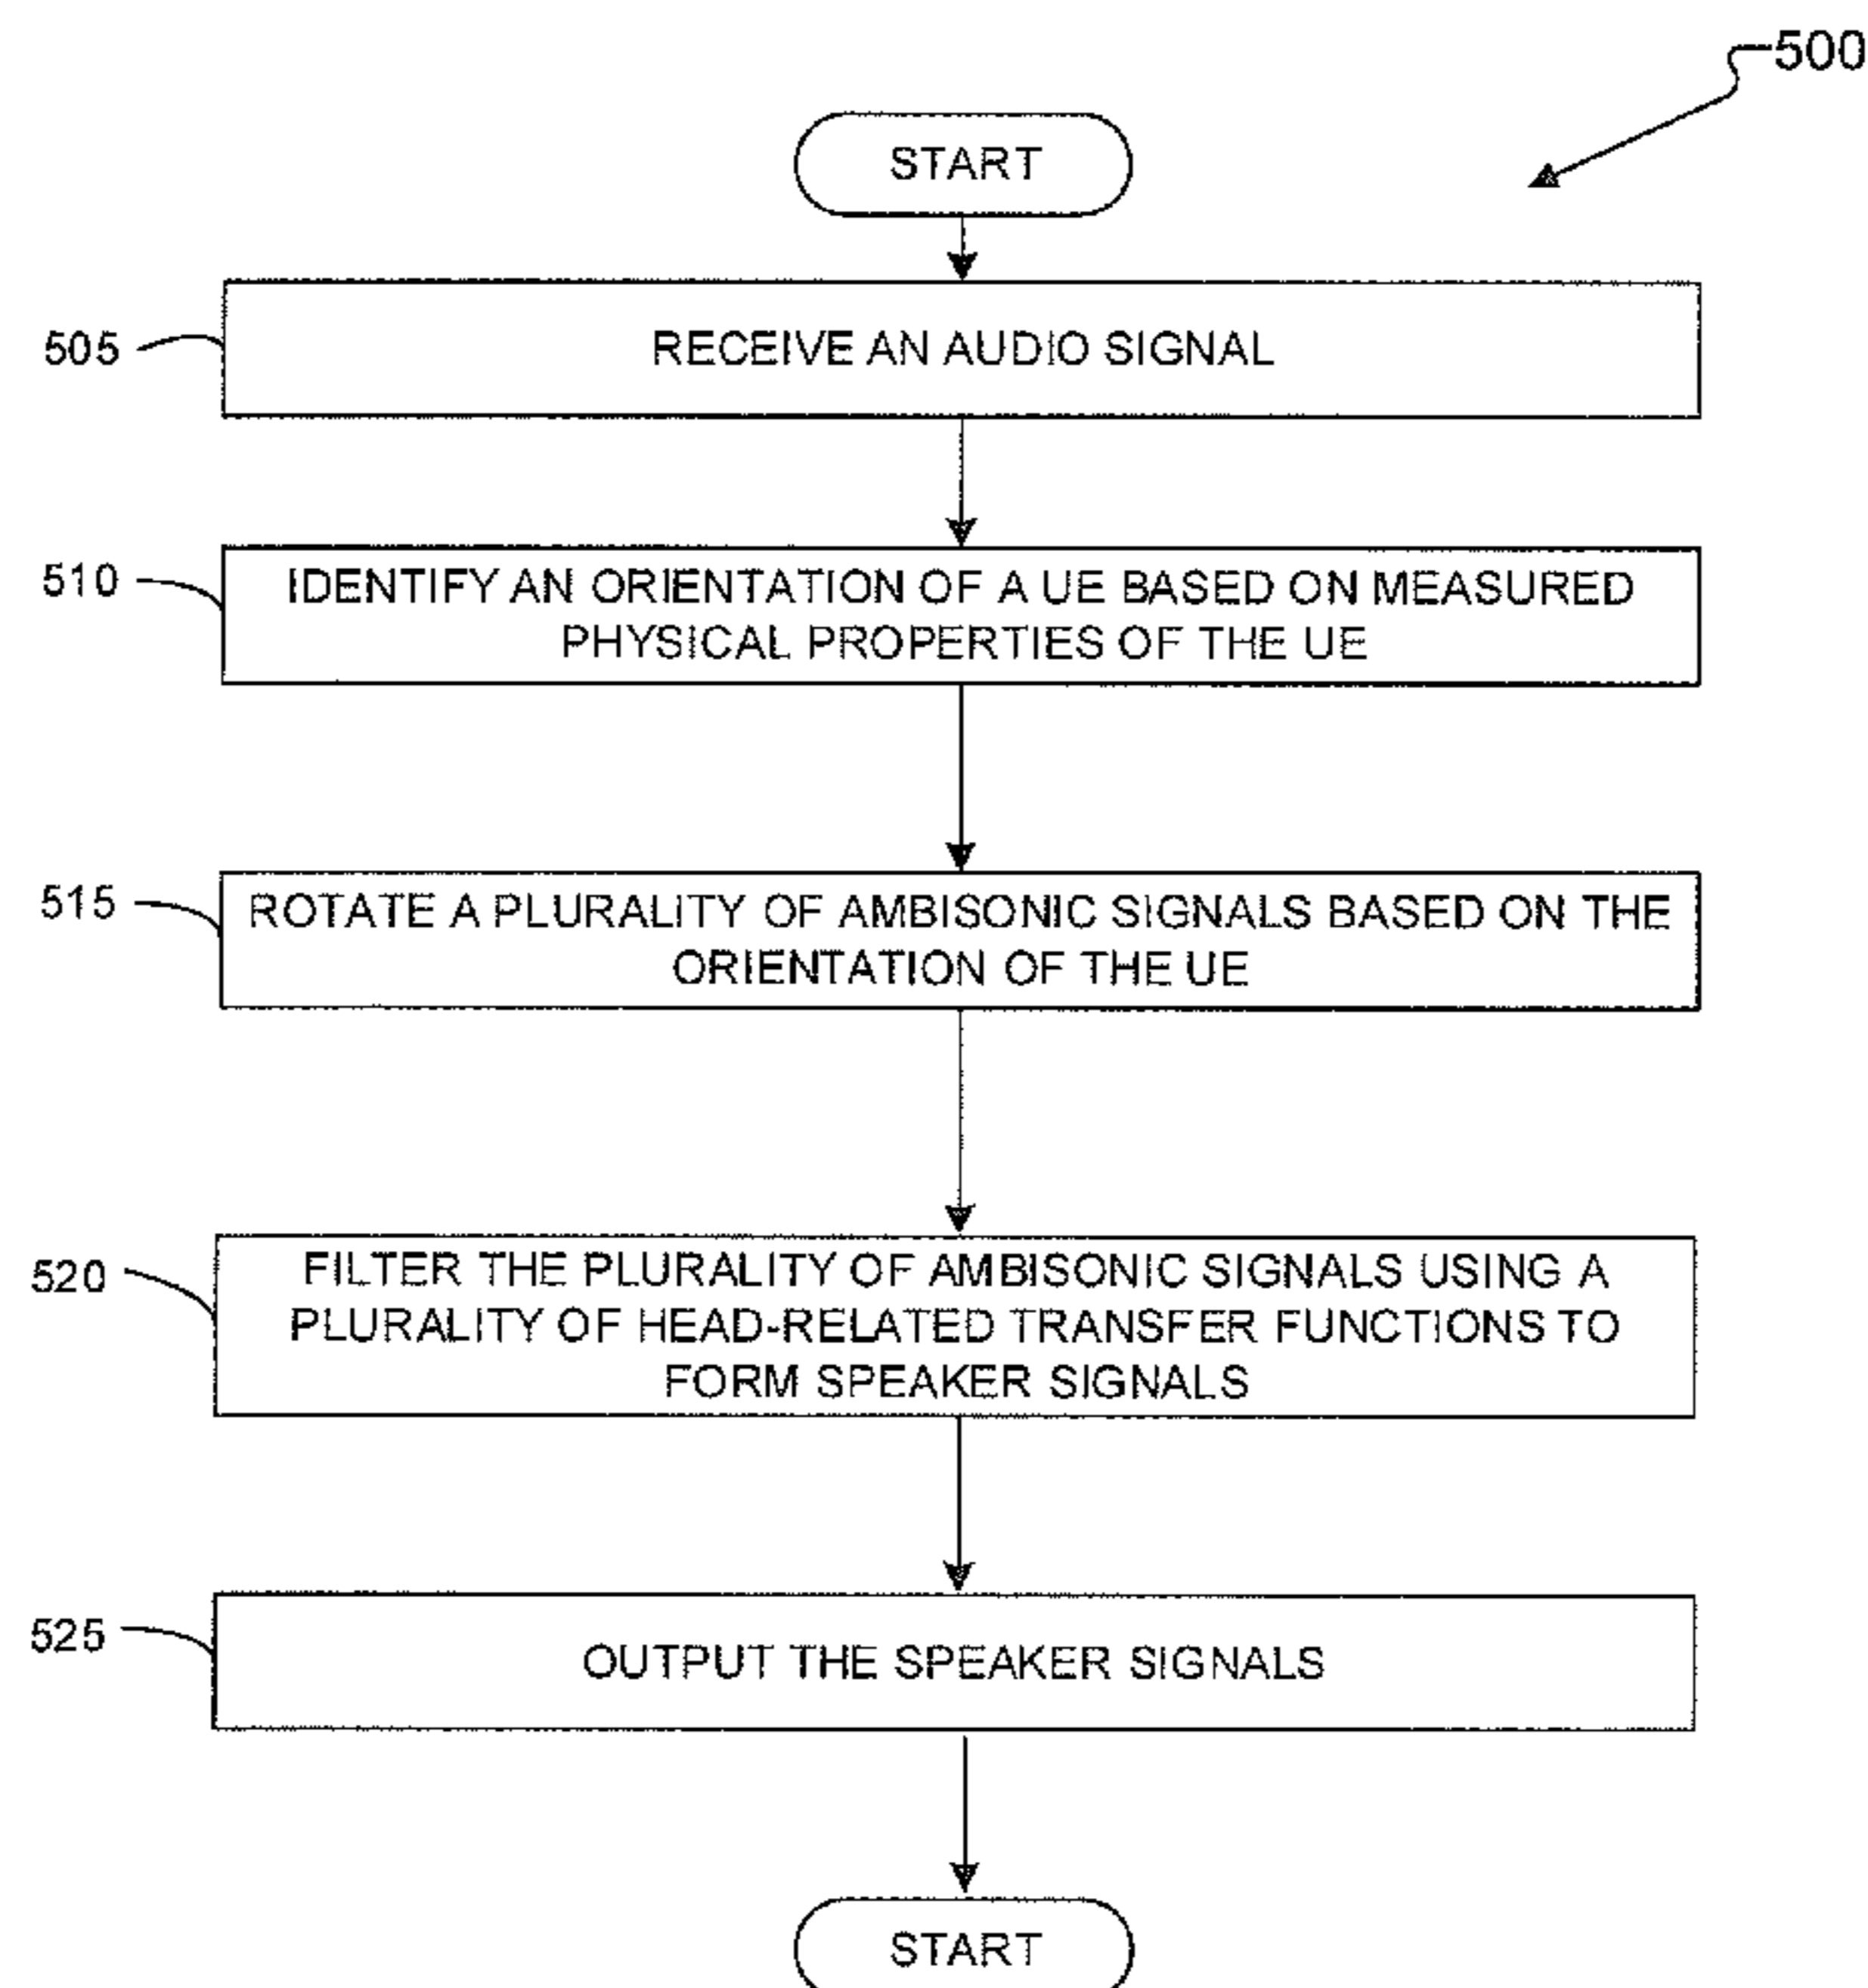 500
START
505
RECEIVE AN AUDIO SIGNAL
510
IDENTIFY AN ORIENTATION OF A UE BASED ON MEASURED
PHYSICAL PROPERTIES OF THE UE
515
ROTATE A PLURALITY OF AMBISONIC SIGNALS BASED ON THE
ORIENTATION OF THE UE
520
FILTER THE PLURALITY OF AMBISONIC SIGNALS USING A
PLURALITY OF HEAD-RELATED TRANSFER FUNCTIONS TO
FORM SPEAKER SIGNALS
525
OUTPUT THE SPEAKER SIGNALS
START